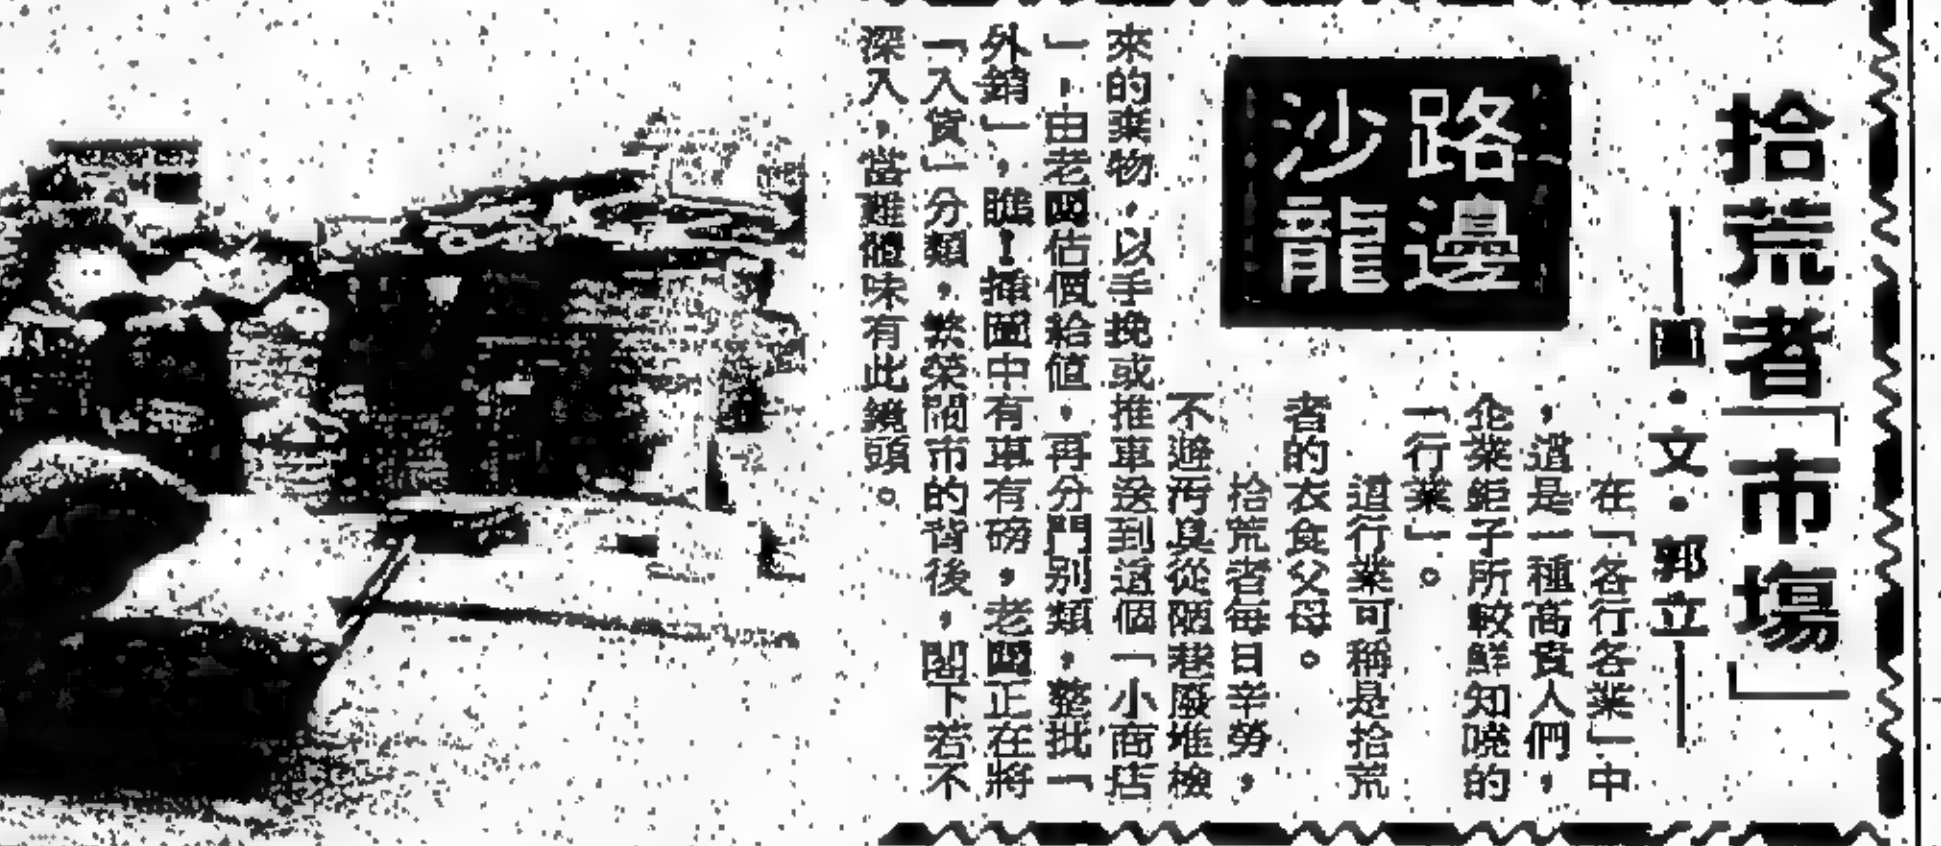 拾荒者「市場」
——圖・文・郭立——
路邊
沙龍
在「各行各業」中
，這是一種高貴人們，
企業鉅子所較鮮知曉的
「行業」。
這行業可稱是拾荒
者的衣食父母。
拾荒者每日辛勞，
不避汚臭從陋巷廢堆檢
來的棄物，以手挽或推車送到這個「小商店
」，由老闆估價給值，再分門別類，整批「
外銷」，瞧！揷圖中有車有磅，老闆正在將
「入貨」分類，繁榮鬧市的背後，閣下若不
深入，當難體味有此鏡頭。